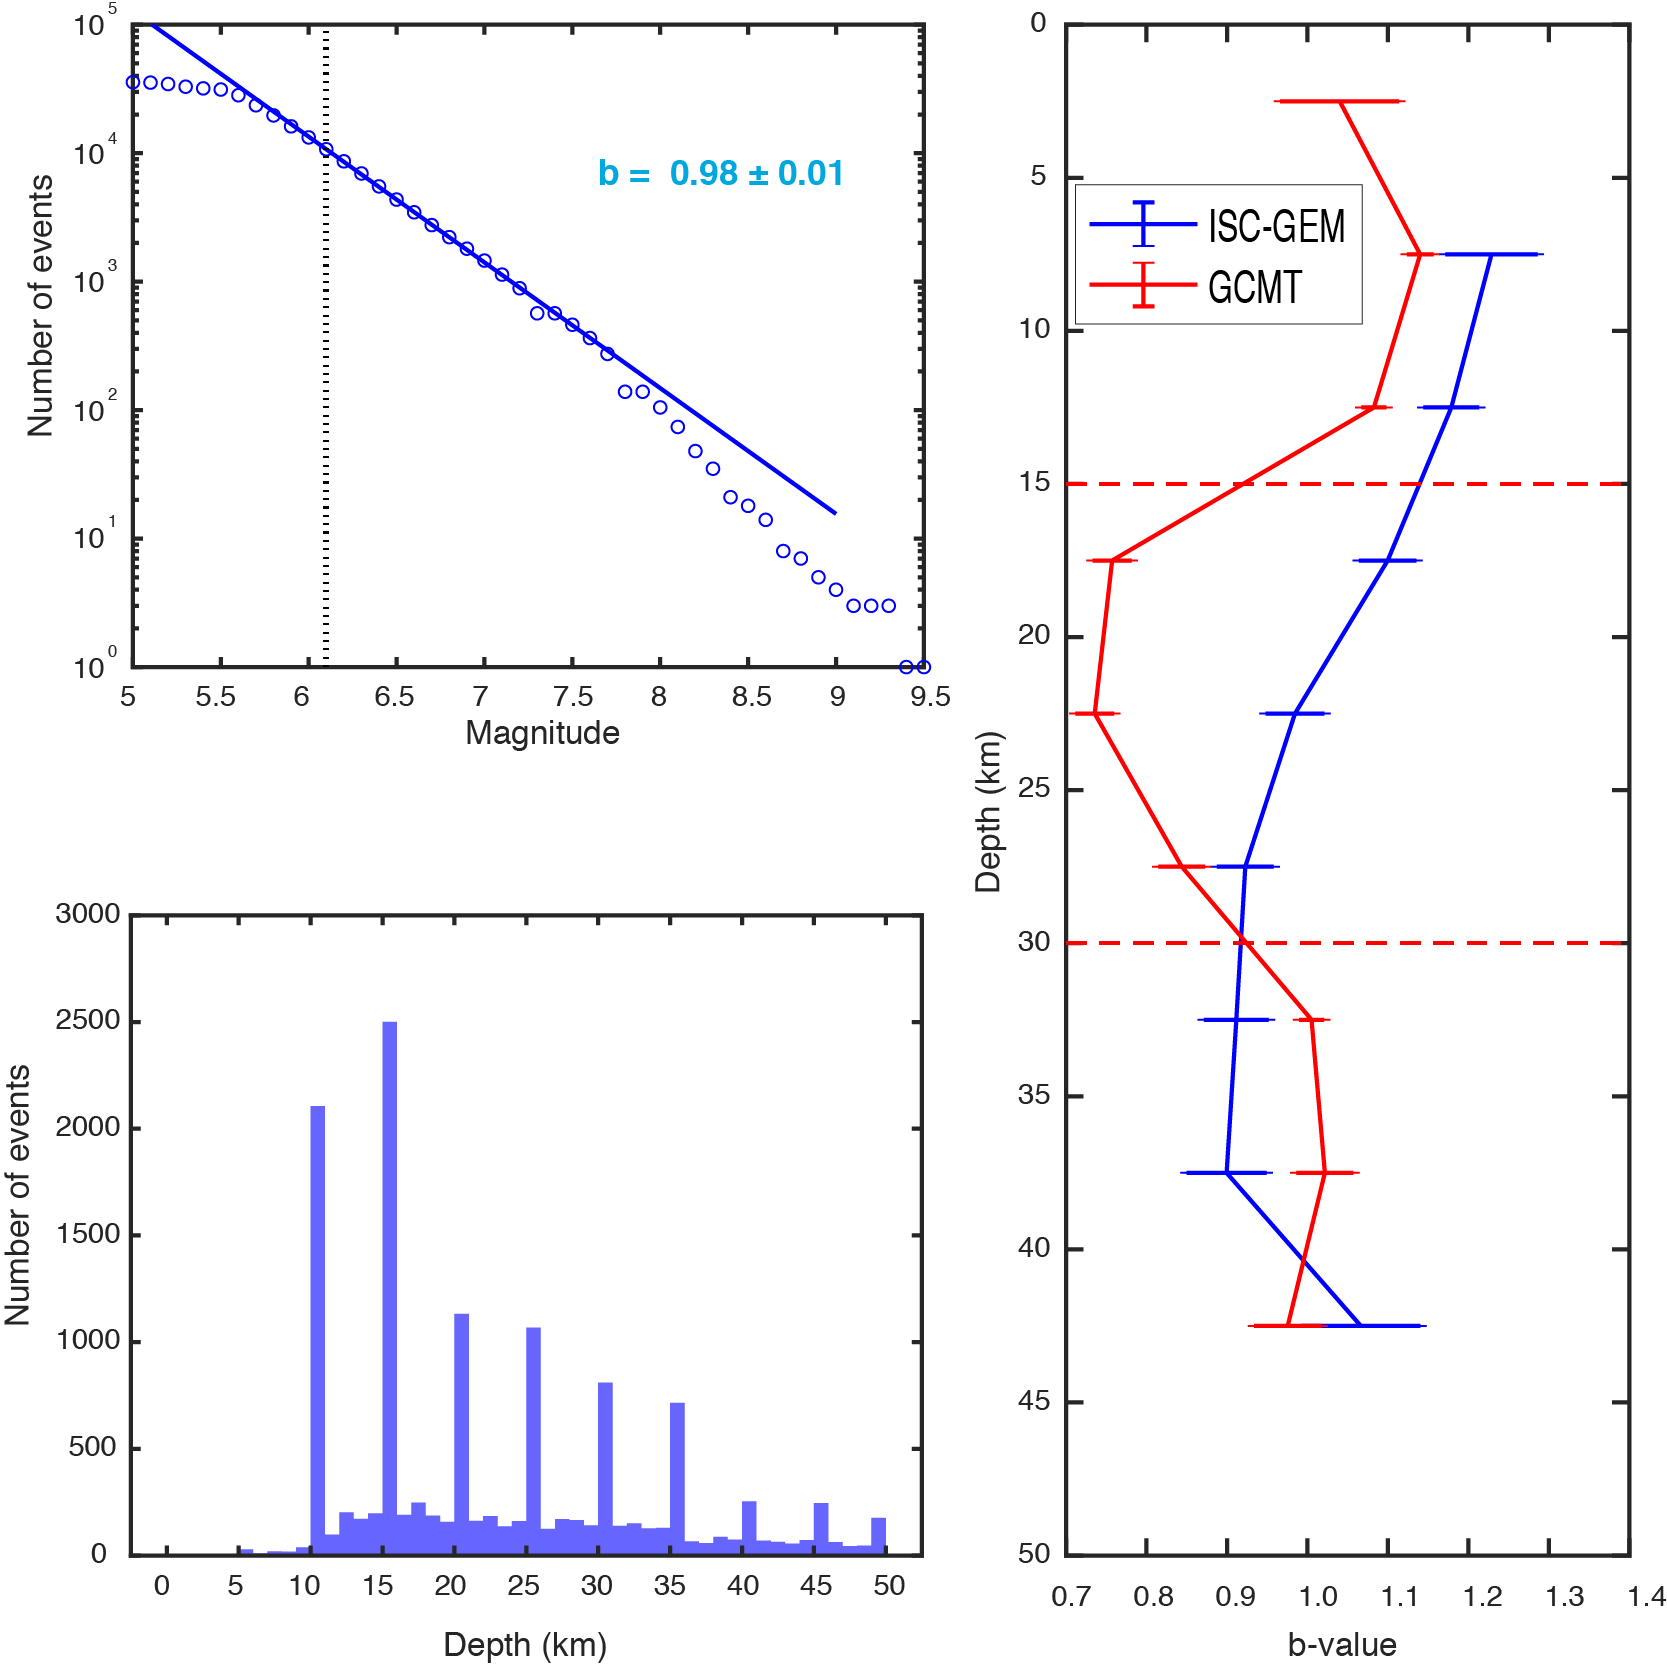 10^5
10^4
10^3
10^2
10^1
10^0
Number of events
b = 0.98 ± 0.01
5 5.5 6 6.5 7 7.5 8 8.5 9 9.5
Magnitude
3000
2500
2000
1500
1000
500
0
Number of events
0 5 10 15 20 25 30 35 40 45 50
Depth (km)
0
5
10
15
20
25
30
35
40
45
50
Depth (km)
ISC-GEM
GCMT
0.7 0.8 0.9 1.0 1.1 1.2 1.3 1.4
b-value